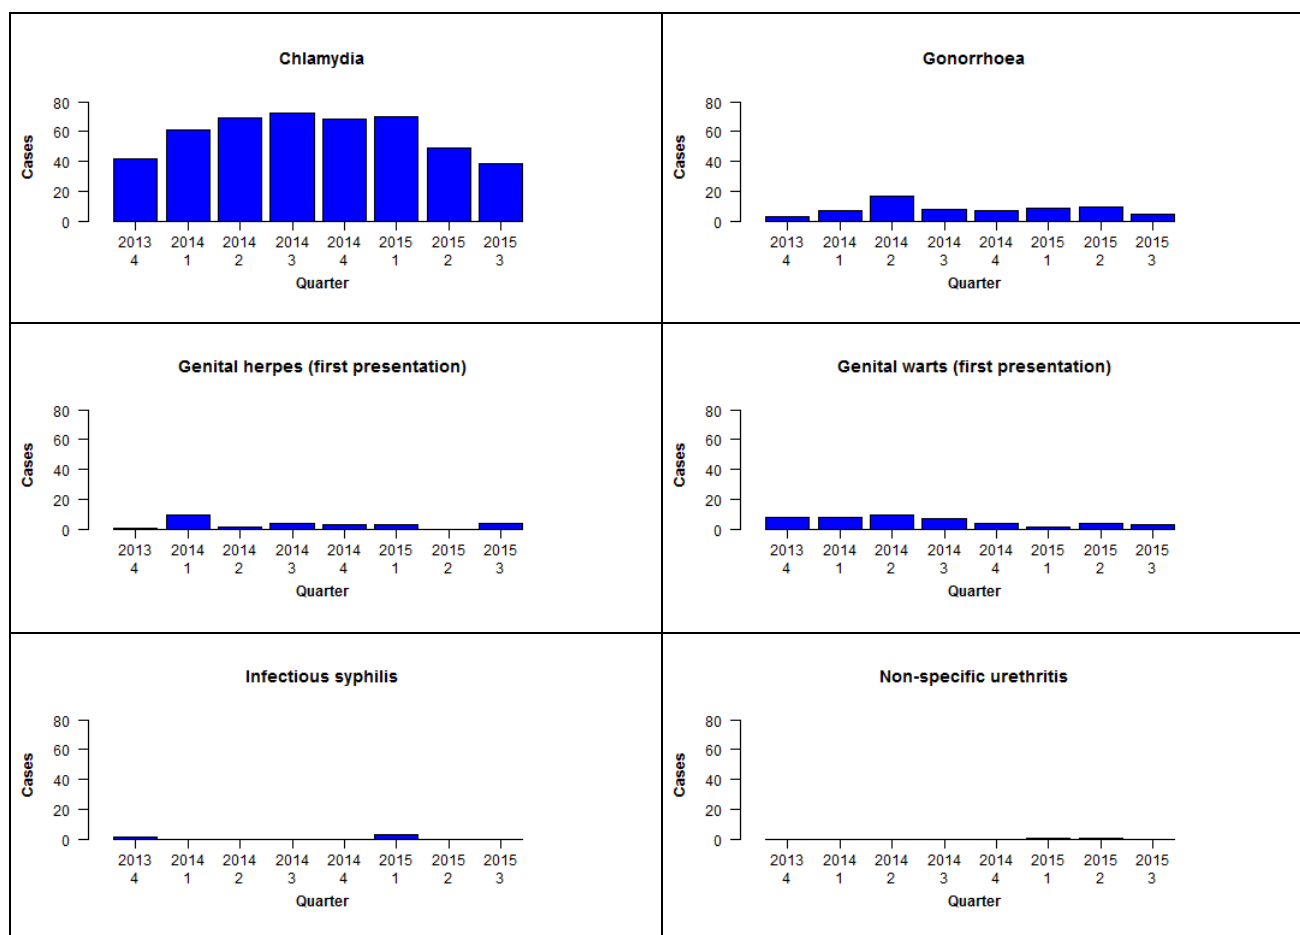 Chlamydia
80
60
40
20
0
Cases
2013 2014 2014 2014 2014 2015 2015 2015
4 1 2 3 4 1 2 3
Quarter
Gonorrhoea
80
60
40
20
0
Cases
2013 2014 2014 2014 2014 2015 2015 2015
4 1 2 3 4 1 2 3
Quarter
Genital herpes (first presentation)
80
60
40
20
0
Cases
2013 2014 2014 2014 2014 2015 2015 2015
4 1 2 3 4 1 2 3
Quarter
Genital warts (first presentation)
80
60
40
20
0
Cases
2013 2014 2014 2014 2014 2015 2015 2015
4 1 2 3 4 1 2 3
Quarter
Infectious syphilis
80
60
40
20
0
Cases
2013 2014 2014 2014 2014 2015 2015 2015
4 1 2 3 4 1 2 3
Quarter
Non-specific urethritis
80
60
40
20
0
Cases
2013 2014 2014 2014 2014 2015 2015 2015
4 1 2 3 4 1 2 3
Quarter